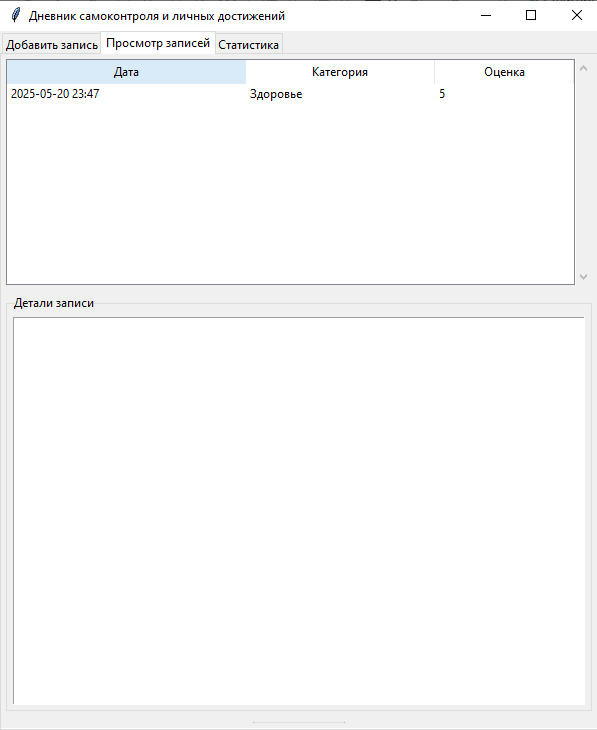 Дневник самоконтроля и личных достижений
Добавить запись Просмотр записей Статистика
Дата Категория Оценка
2025-05-20 23:47 Здоровье 5
Детали записи